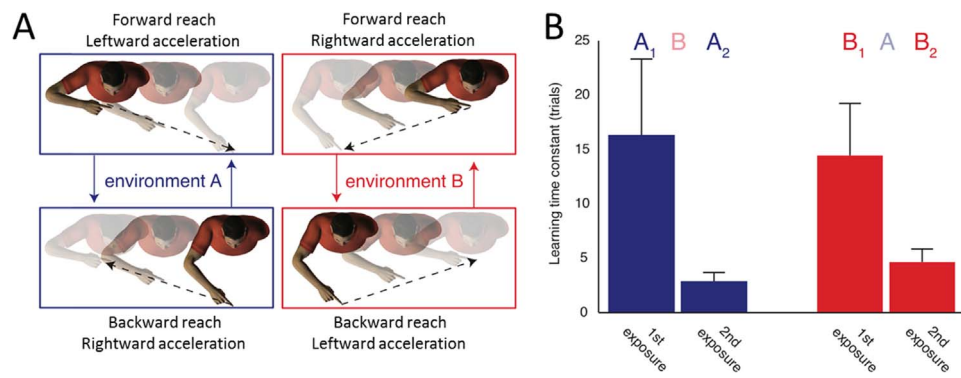 A
Forward reach
Leftward acceleration
Forward reach
Rightward acceleration
environment A
environment B
Backward reach
Rightward acceleration
Backward reach
Leftward acceleration
B
A1 B A2
B1 A B2
Learning time constant (trials)
25
20
15
10
5
0
1st
exposure
2nd
exposure
1st
exposure
2nd
exposure